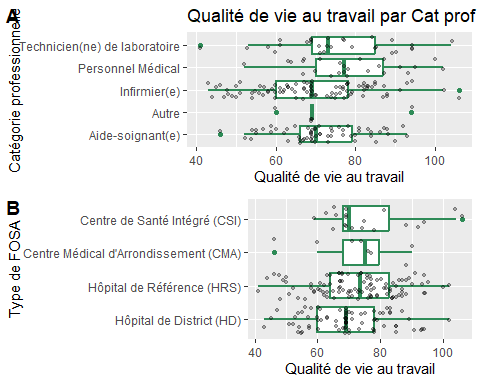 A
Qualité de vie au travail par Cat prof
Catégorie professionnelle
Technicien(ne) de laboratoire
Personnel Médical
Infirmier(e)
Autre
Aide-soignant(e)
40 60 80 100
Qualité de vie au travail
B
Type de FOSA
Centre de Santé Intégré (CSI)
Centre Médical d'Arrondissement (CMA)
Hôpital de Référence (HRS)
Hôpital de District (HD)
40 60 80 100
Qualité de vie au travail